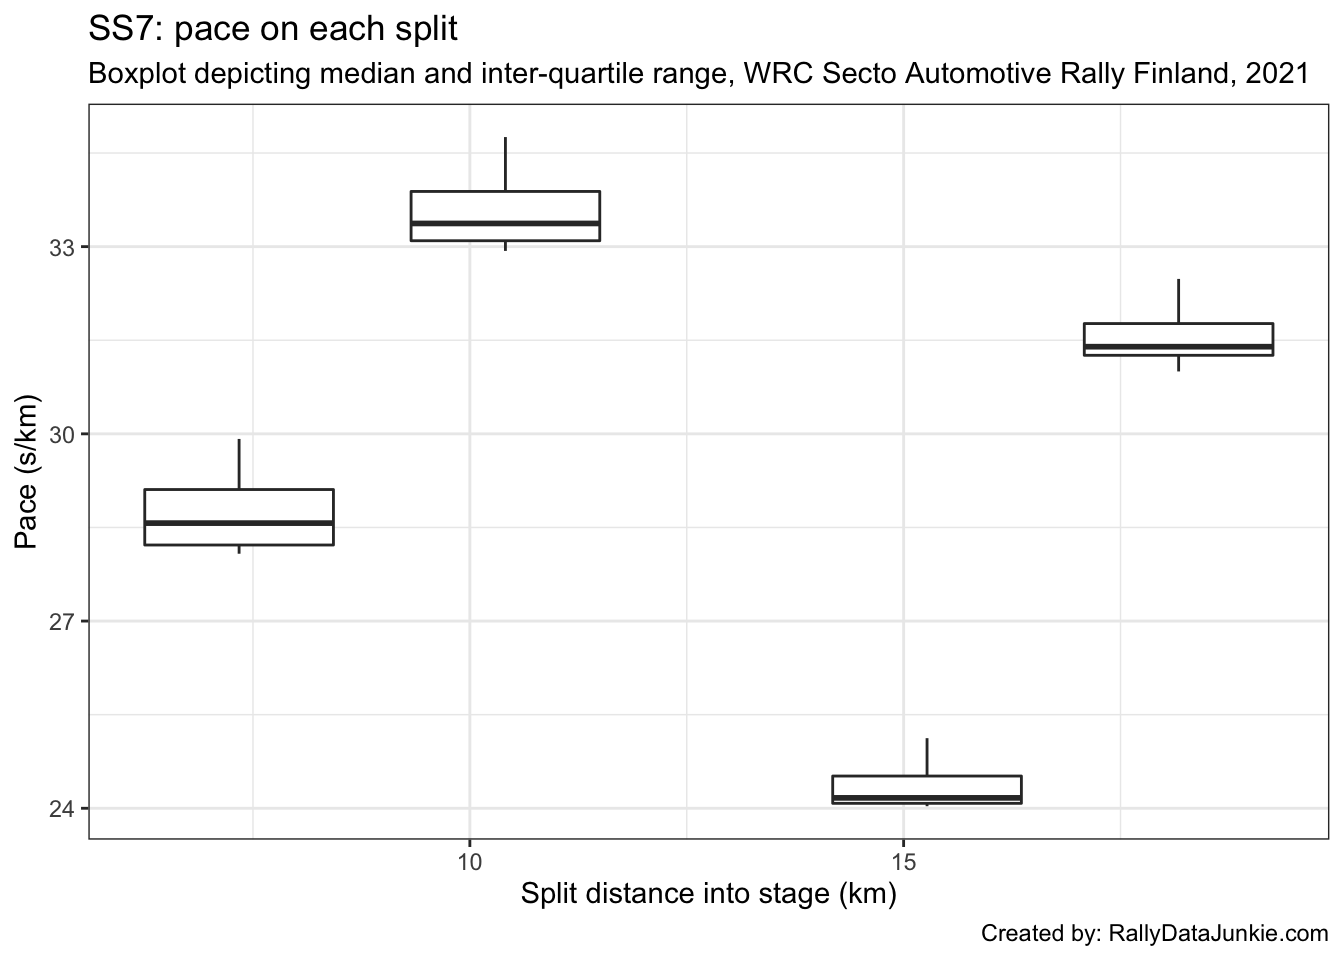 SS7: pace on each split
Boxplot depicting median and inter-quartile range, WRC Secto Automotive Rally Finland, 2021
Pace (s/km)
33
30
27
24
10 15
Split distance into stage (km)
Created by: RallyDataJunkie.com